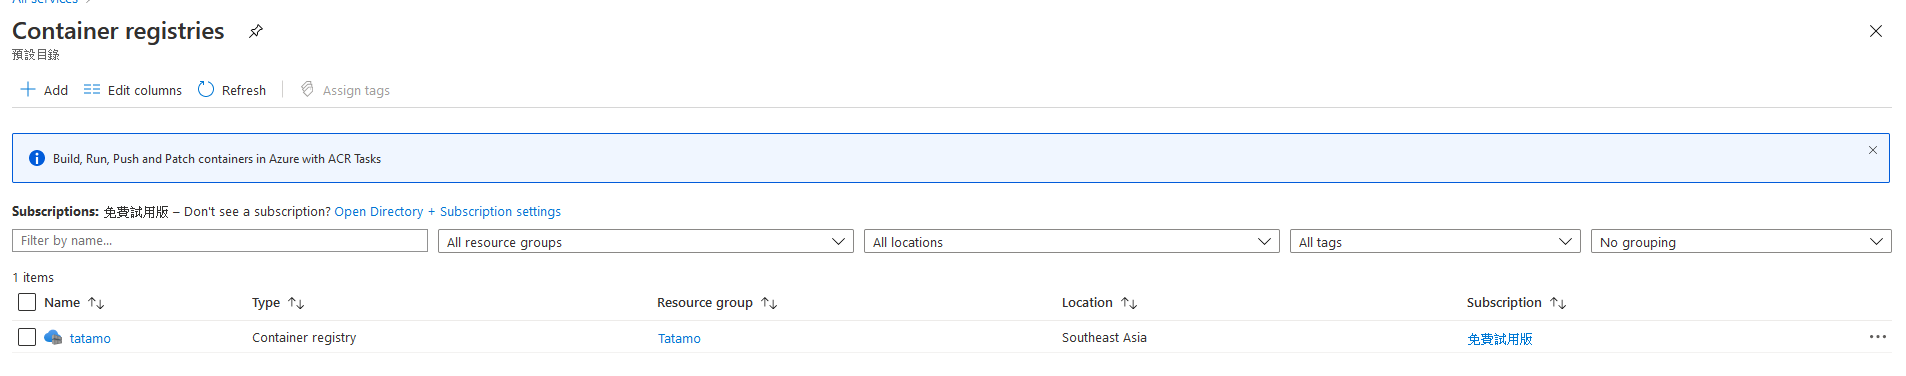 All services
Container registries
預設目錄
Add Edit columns Refresh Assign tags
Build, Run, Push and Patch containers in Azure with ACR Tasks
Subscriptions: 免費試用版 – Don't see a subscription? Open Directory + Subscription settings
Filter by name... All resource groups All locations All tags No grouping
1 items
Name Type Resource group Location Subscription
tatamo Container registry Tatamo Southeast Asia 免費試用版